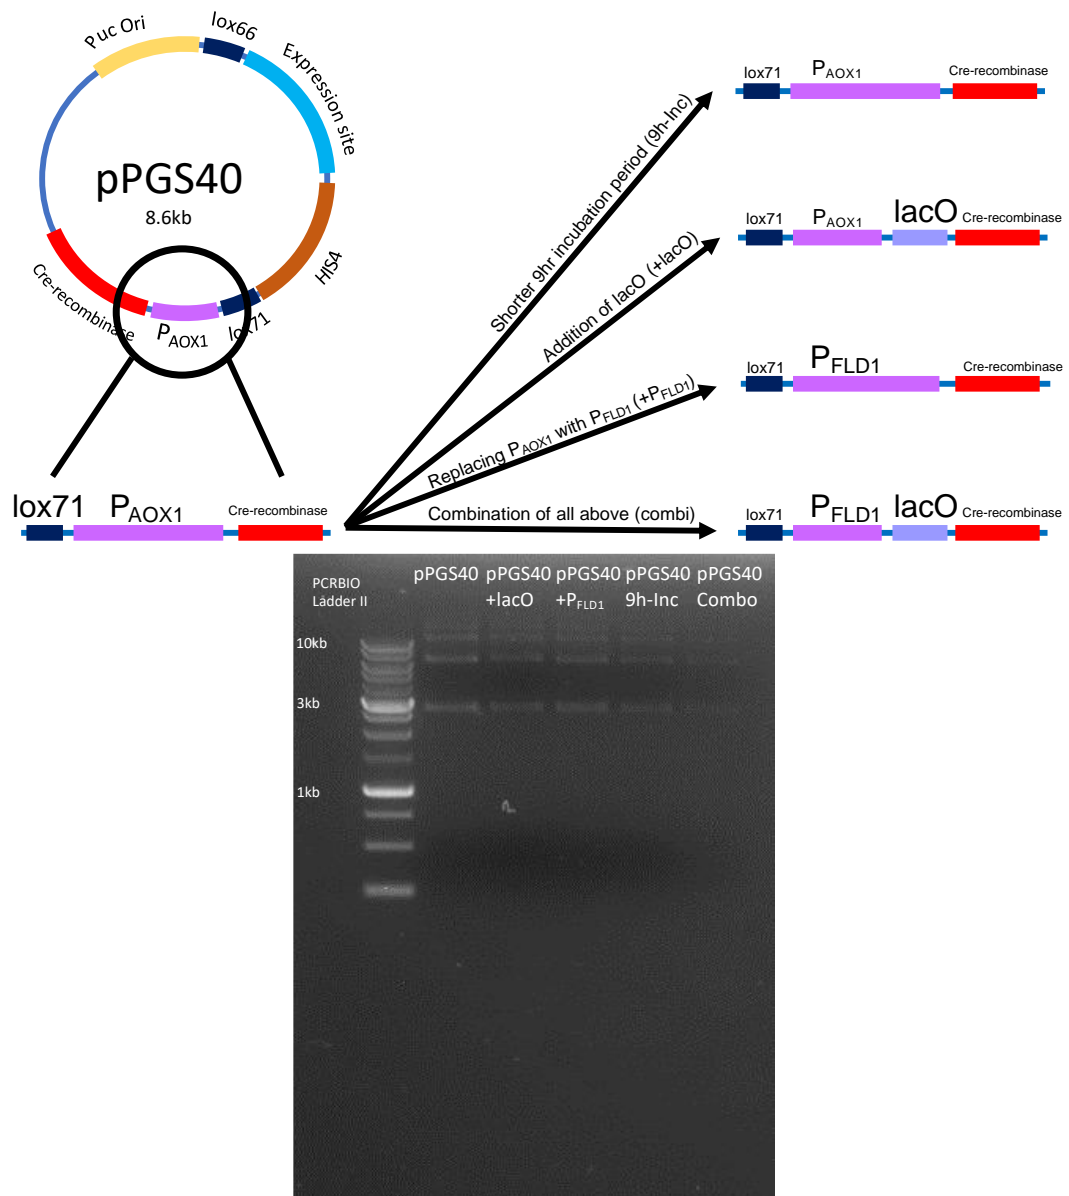 Puc Ori
lox66
Expression site
pPGS40
8.6kb
HIS4
Cre-recombinase
PAOX1
lox71
Shorter 9hr incubation period (9h-Inc)
Addition of lacO (+lacO)
Replacing PAOX1 with PFLD1 (+PFLD1)
Combination of all above (combi)
lox71 PAOX1 Cre-recombinase
lox71 PAOX1 lacO Cre-recombinase
lox71 PFLD1 Cre-recombinase
lox71 PFLD1 lacO Cre-recombinase
lox71 PAOX1 Cre-recombinase
PCRBIO
Ladder II
pPGS40
pPGS40
+lacO
pPGS40
+PFLD1
pPGS40
9h-Inc
pPGS40
Combo
10kb
3kb
1kb